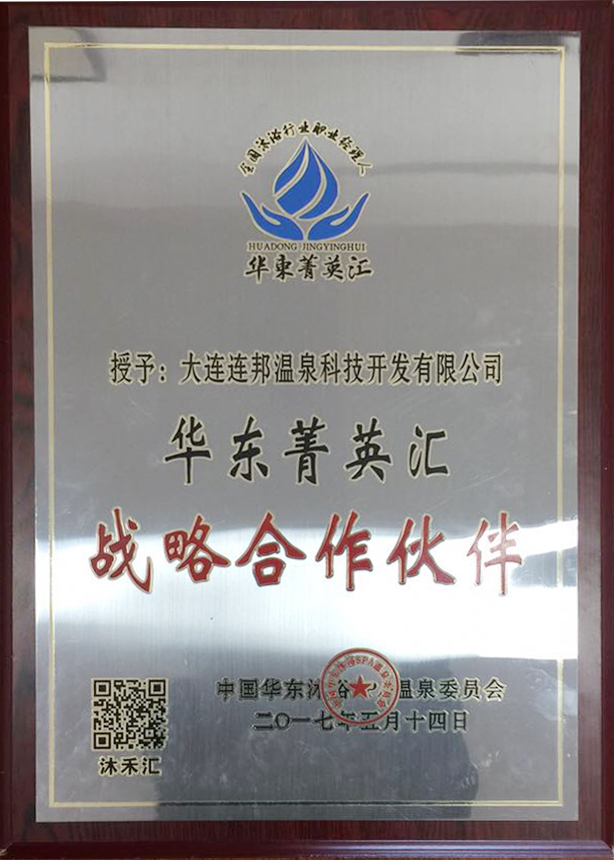 全国沐浴行业职业经理人
HUADONG JINGYINGHUI
华東菁英汇
授予：大连连邦温泉科技开发有限公司
华东菁英汇
战略合作伙伴
中国华东沐浴SPA温泉委员会
二〇一七年五月十四日
沐禾汇